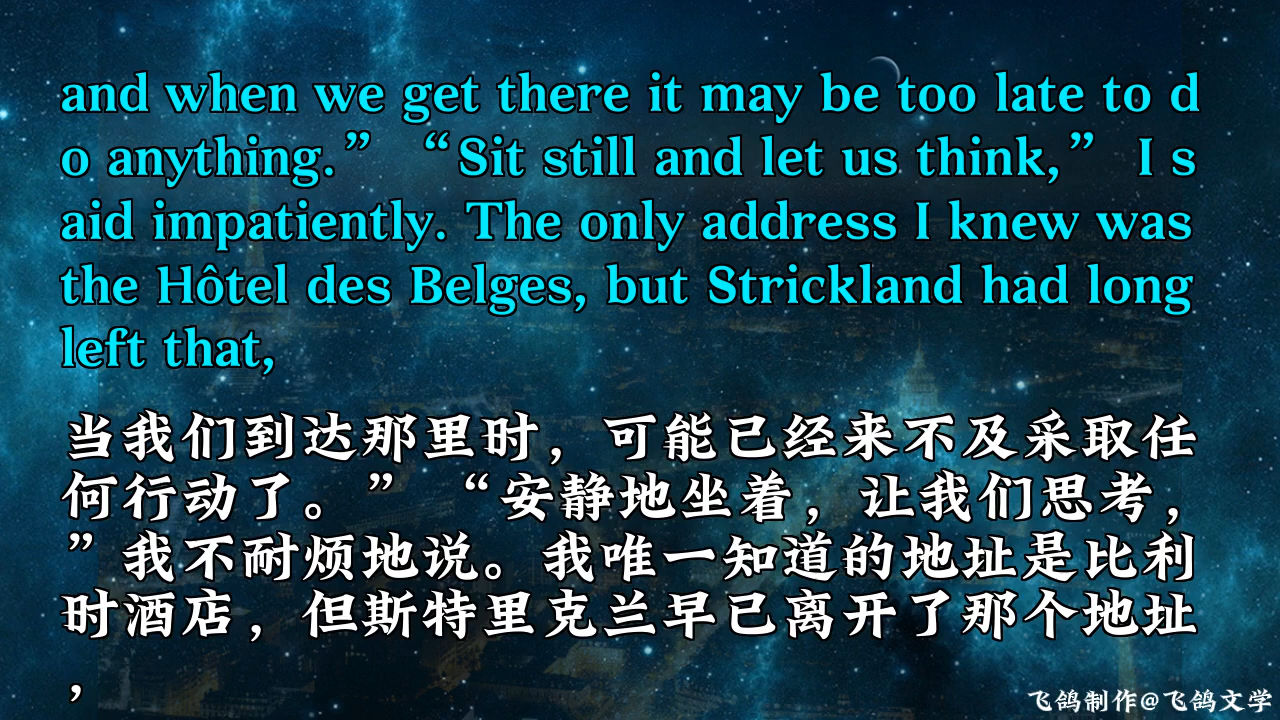 and when we get there it may be too late to d
o anything.” “Sit still and let us think,” I s
aid impatiently. The only address I knew was
the Hôtel des Belges, but Strickland had long
left that,
当我们到达那里时，可能已经来不及采取任
何行动了。” “安静地坐着，让我们思考，
”我不耐烦地说。我唯一知道的地址是比利
时酒店，但斯特里克兰早已离开了那个地址
，
飞鸽制作@飞鸽文学